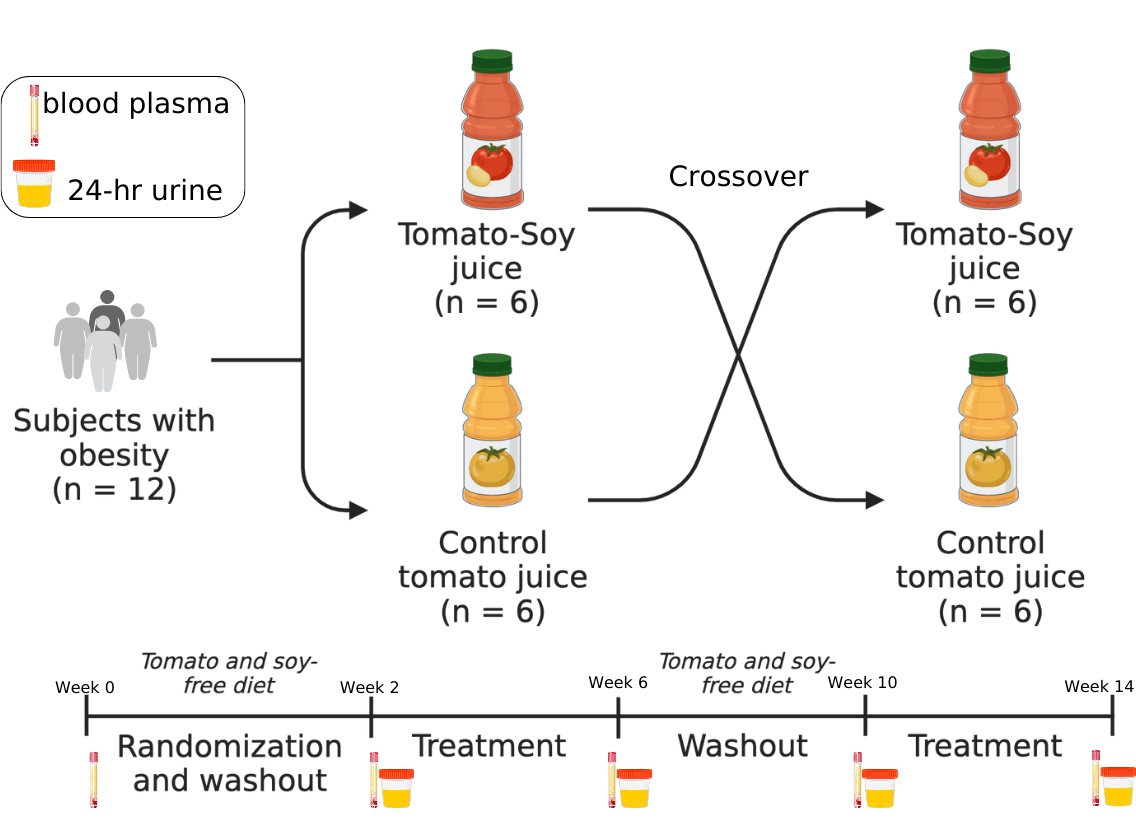 blood plasma
24-hr urine
Crossover
Tomato-Soy
juice
(n = 6)
Tomato-Soy
juice
(n = 6)
Subjects with
obesity
(n = 12)
Control
tomato juice
(n = 6)
Control
tomato juice
(n = 6)
Tomato and soy-
free diet
Tomato and soy-
free diet
Week 0
Week 2
Week 6
Week 10
Week 14
Randomization
and washout
Treatment
Washout
Treatment